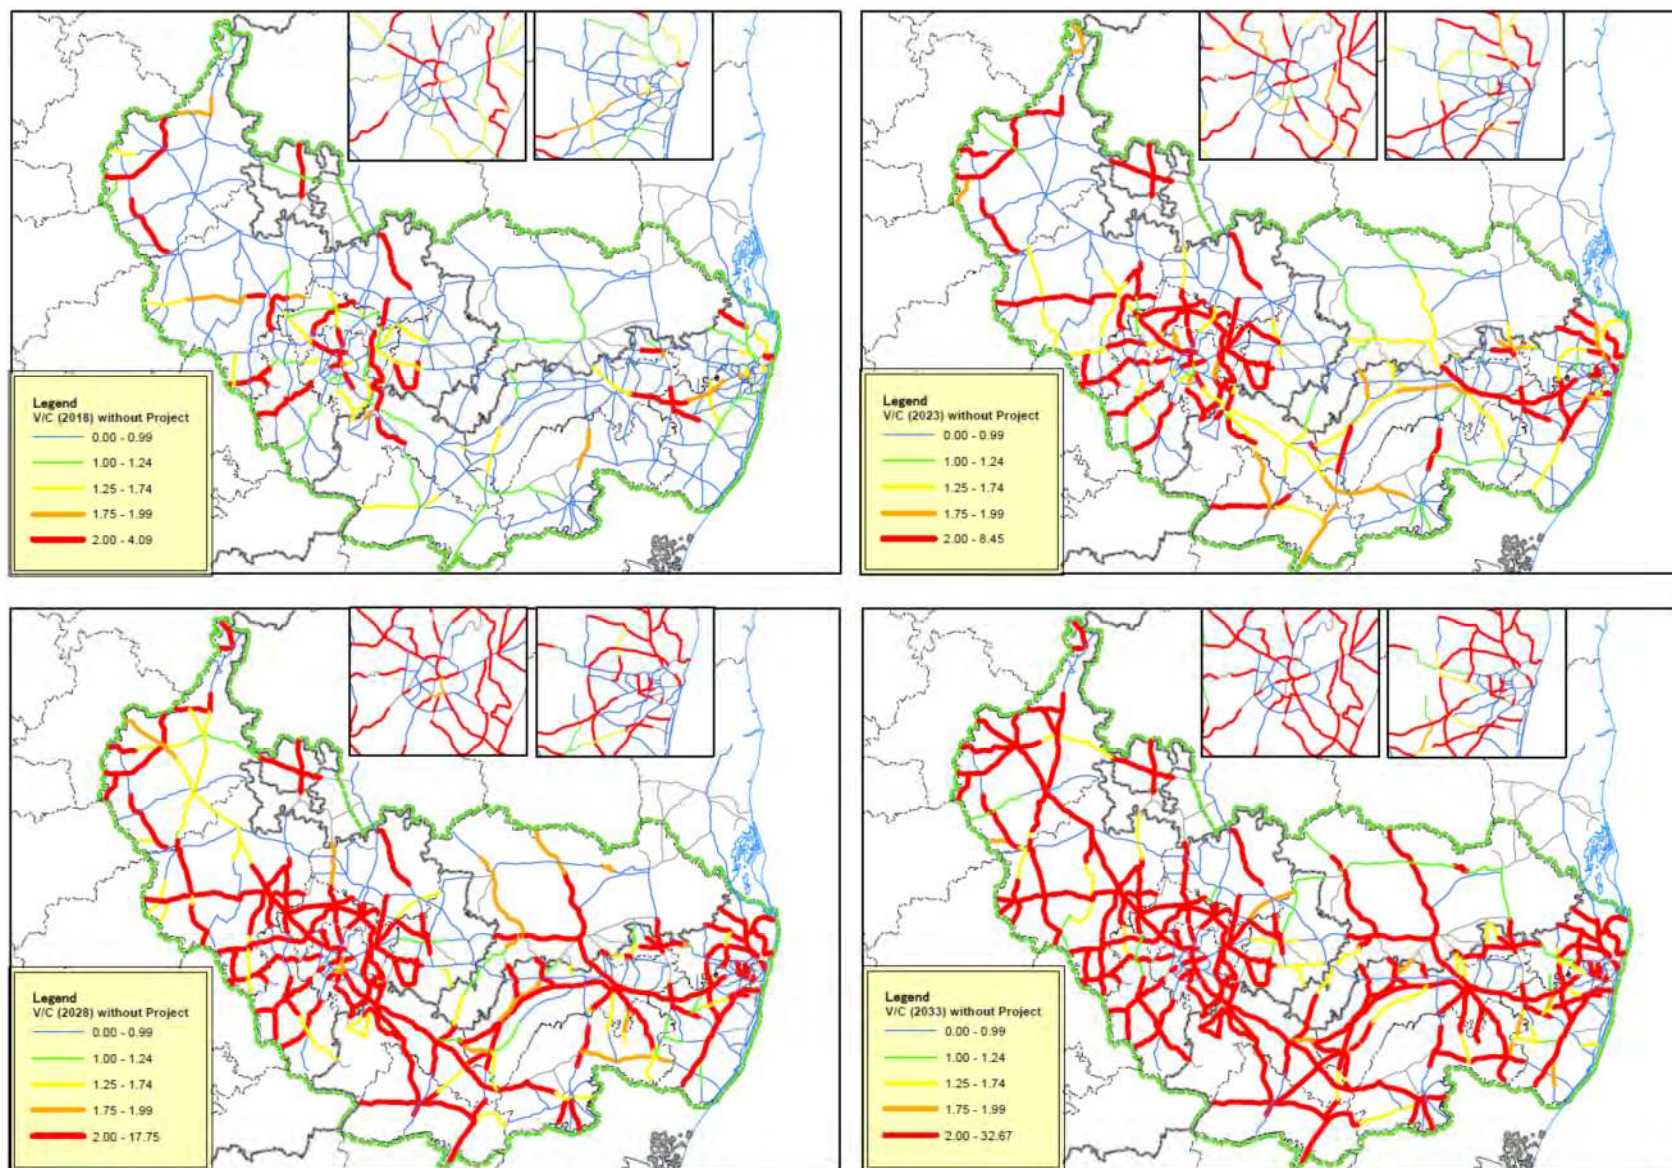 Legend
V/C (2018) without Project
0.00 - 0.99
1.00 - 1.24
1.25 - 1.74
1.75 - 1.99
2.00 - 4.09
Legend
V/C (2023) without Project
0.00 - 0.99
1.00 - 1.24
1.25 - 1.74
1.75 - 1.99
2.00 - 8.45
Legend
V/C (2028) without Project
0.00 - 0.99
1.00 - 1.24
1.25 - 1.74
1.75 - 1.99
2.00 - 17.75
Legend
V/C (2033) without Project
0.00 - 0.99
1.00 - 1.24
1.25 - 1.74
1.75 - 1.99
2.00 - 32.67